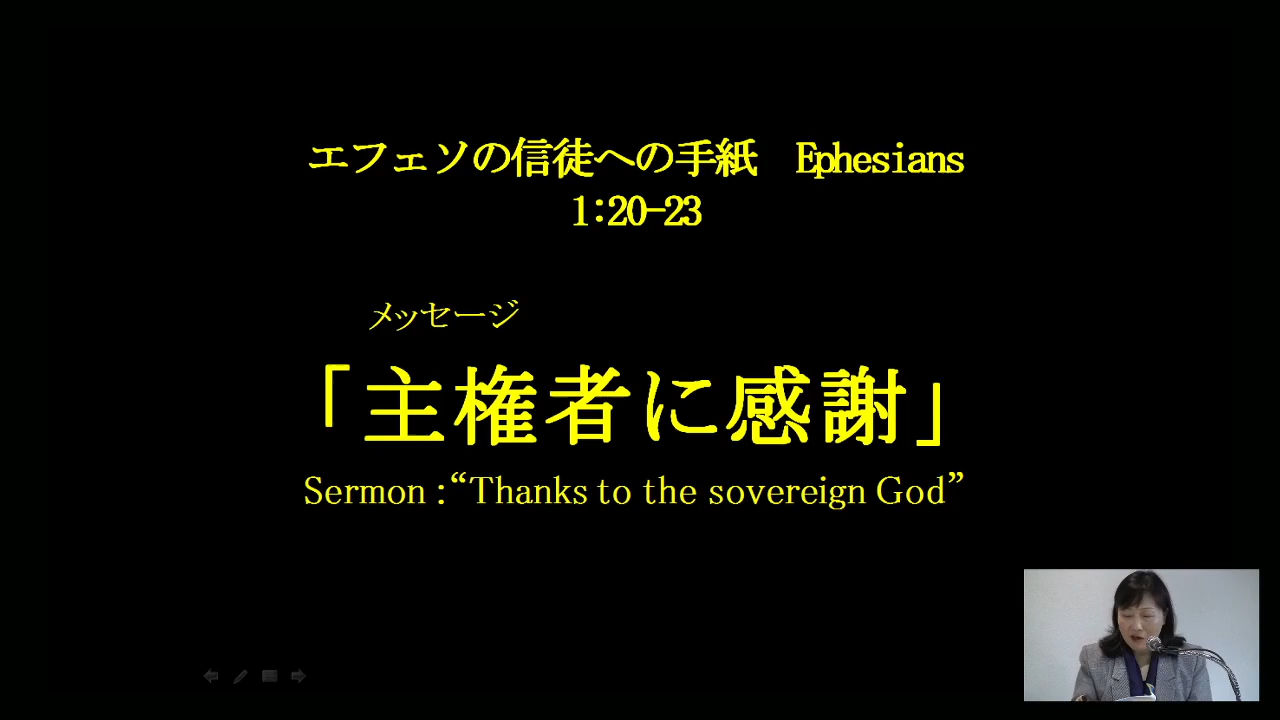 エフェソの信徒への手紙　Ephesians
1:20-23
メッセージ
「主権者に感謝」
Sermon :“Thanks to the sovereign God”